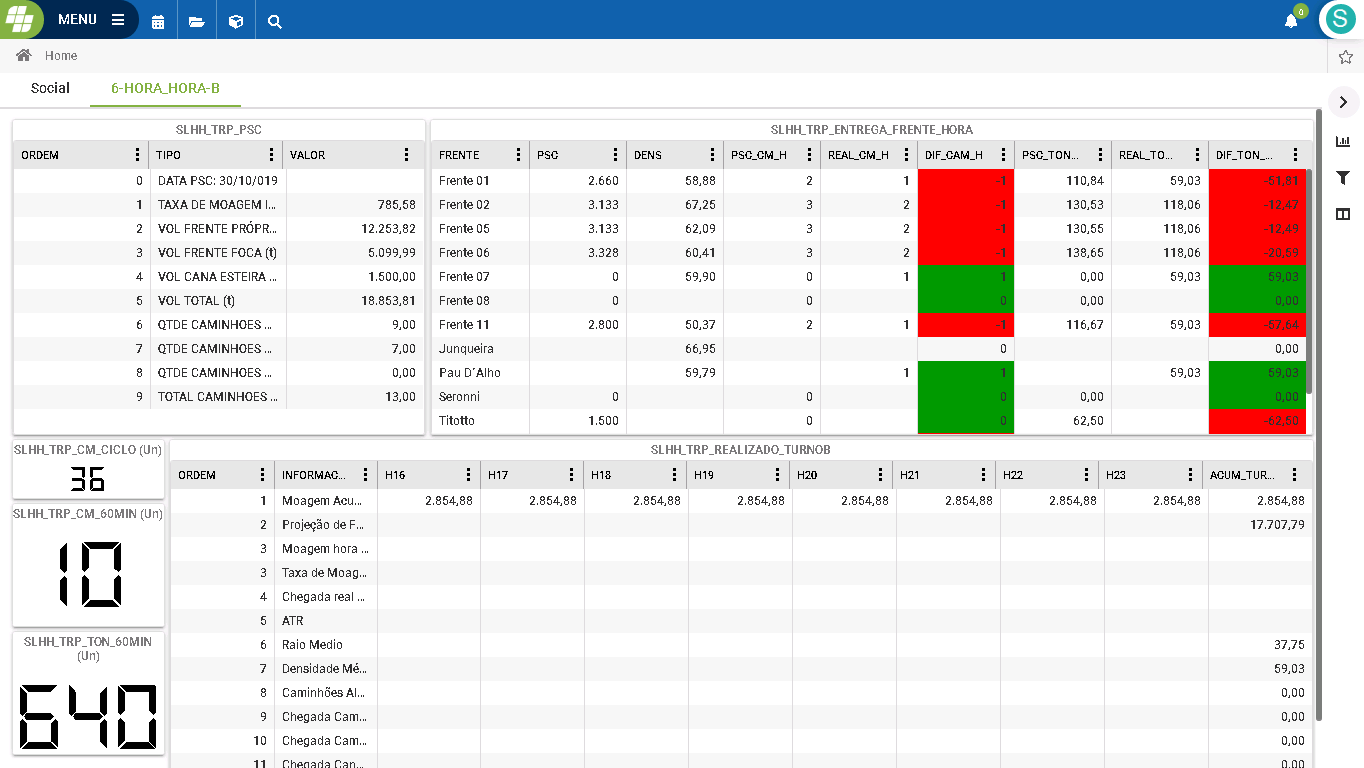 MENU
0
S
Home
Social 6-HORA_HORA-B
SLHH_TRP_PSC
ORDEM TIPO VALOR
0 DATA PSC: 30/10/019
1 TAXA DE MOAGEM I... 785,58
2 VOL FRENTE PRÓPR... 12.253,82
3 VOL FRENTE FOCA (t) 5.099,99
4 VOL CANA ESTEIRA ... 1.500,00
5 VOL TOTAL (t) 18.853,81
6 QTDE CAMINHOES ... 9,00
7 QTDE CAMINHOES ... 7,00
8 QTDE CAMINHOES ... 0,00
9 TOTAL CAMINHOES ... 13,00
SLHH_TRP_ENTREGA_FRENTE_HORA
FRENTE PSC DENS PSC_CM_H REAL_CM_H DIF_CAM_H PSC_TON... REAL_TO... DIF_TON_...
Frente 01 2.660 58,88 2 1 -1 110,84 59,03 -51,81
Frente 02 3.133 67,25 3 2 -1 130,53 118,06 -12,47
Frente 05 3.133 62,09 3 2 -1 130,55 118,06 -12,49
Frente 06 3.328 60,41 3 2 -1 138,65 118,06 -20,59
Frente 07 0 59,90 0 1 1 0,00 59,03 59,03
Frente 08 0 0 0 0,00 0,00
Frente 11 2.800 50,37 2 1 -1 116,67 59,03 -57,64
Junqueira 66,95 0 0,00
Pau D´Alho 59,79 1 1 59,03 59,03
Seronni 0 0 0 0,00 0,00
Titotto 1.500 0 0 62,50 -62,50
SLHH_TRP_CM_CICLO (Un)
36
SLHH_TRP_CM_60MIN (Un)
10
SLHH_TRP_TON_60MIN
(Un)
640
SLHH_TRP_REALIZADO_TURNOB
ORDEM INFORMAC... H16 H17 H18 H19 H20 H21 H22 H23 ACUM_TUR...
1 Moagem Acu... 2.854,88 2.854,88 2.854,88 2.854,88 2.854,88 2.854,88 2.854,88 2.854,88 2.854,88
2 Projeção de F... 17.707,79
3 Moagem hora ...
3 Taxa de Moag...
4 Chegada real ...
5 ATR
6 Raio Medio 37,75
7 Densidade Mé... 59,03
8 Caminhões Al... 0,00
9 Chegada Cam... 0,00
10 Chegada Cam... 0,00
11 Chegada Can... 0,00